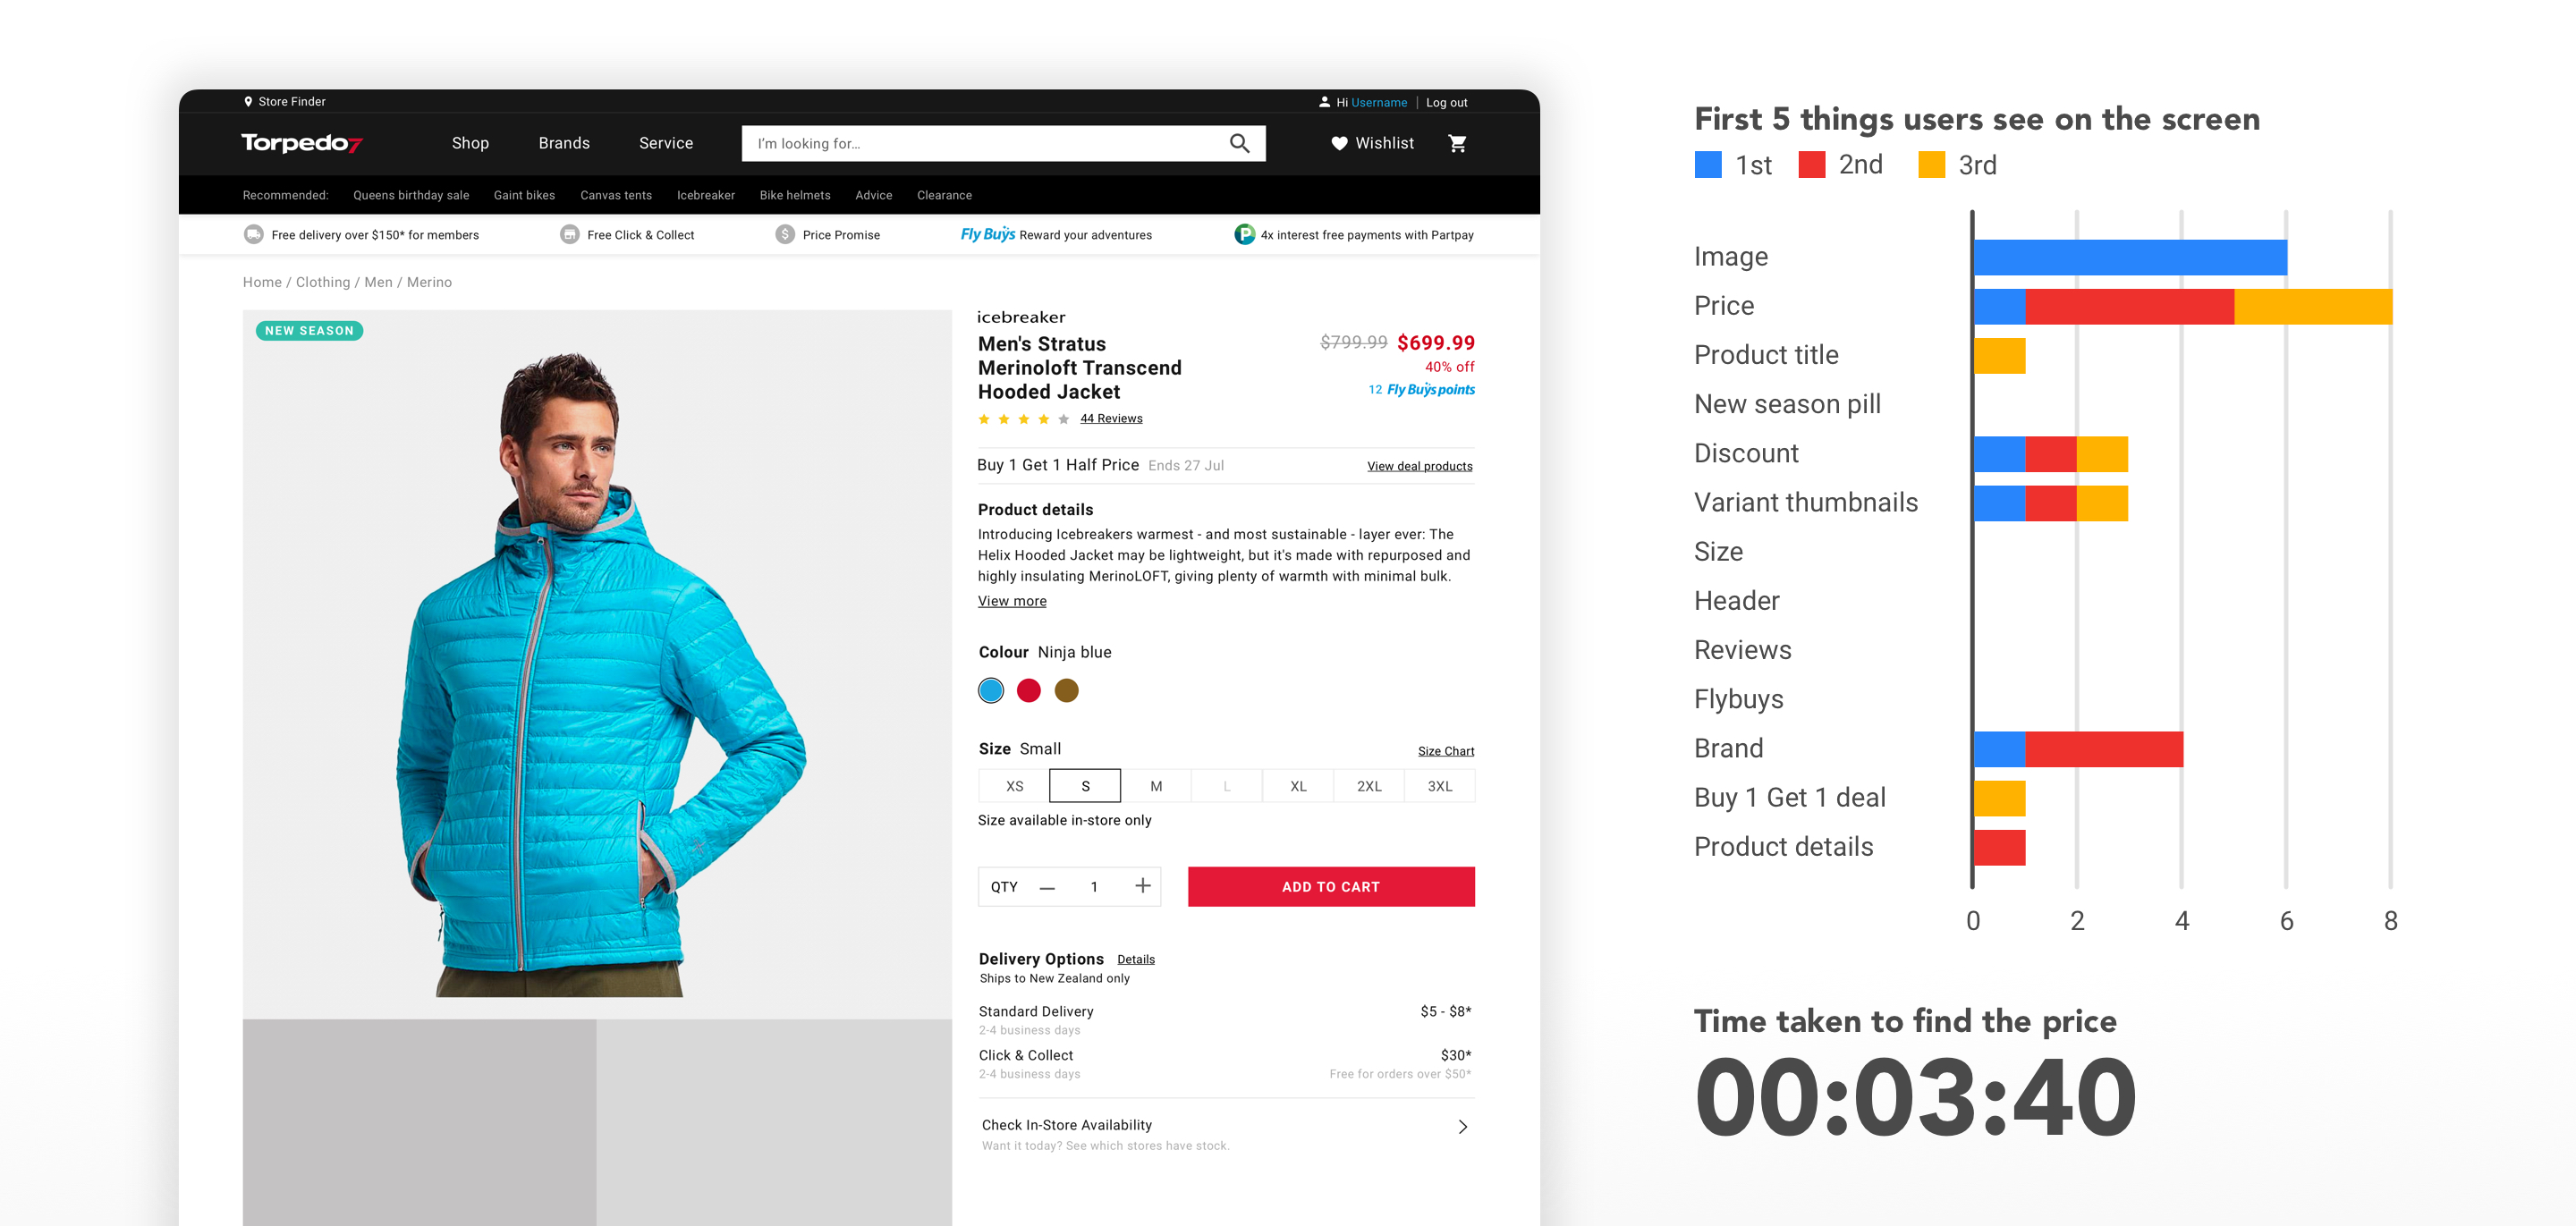 Store Finder
Hi Username | Log out
Torpedo7
Shop
Brands
Service
I'm looking for...
Wishlist
Recommended:
Queens birthday sale
Gaint bikes
Canvas tents
Icebreaker
Bike helmets
Advice
Clearance
Free delivery over $150* for members
Free Click & Collect
$ Price Promise
Fly Buys Reward your adventures
P 4x interest free payments with Partpay
Home / Clothing / Men / Merino
NEW SEASON
icebreaker
Men's Stratus
Merinoloft Transcend
Hooded Jacket
$799.99 $699.99
40% off
12 Fly Buys points
44 Reviews
Buy 1 Get 1 Half Price Ends 27 Jul
View deal products
Product details
Introducing Icebreakers warmest - and most sustainable - layer ever: The
Helix Hooded Jacket may be lightweight, but it's made with repurposed and
highly insulating MerinoLOFT, giving plenty of warmth with minimal bulk.
View more
Colour Ninja blue
Size Small
Size Chart
XS
S
M
L
XL
2XL
3XL
Size available in-store only
QTY — 1 +
ADD TO CART
Delivery Options Details
Ships to New Zealand only
Standard Delivery
$5 - $8*
2-4 business days
Click & Collect
$30*
2-4 business days
Free for orders over $50*
Check In-Store Availability
Want it today? See which stores have stock.
First 5 things users see on the screen
1st
2nd
3rd
Image
Price
Product title
New season pill
Discount
Variant thumbnails
Size
Header
Reviews
Flybuys
Brand
Buy 1 Get 1 deal
Product details
0 2 4 6 8
Time taken to find the price
00:03:40